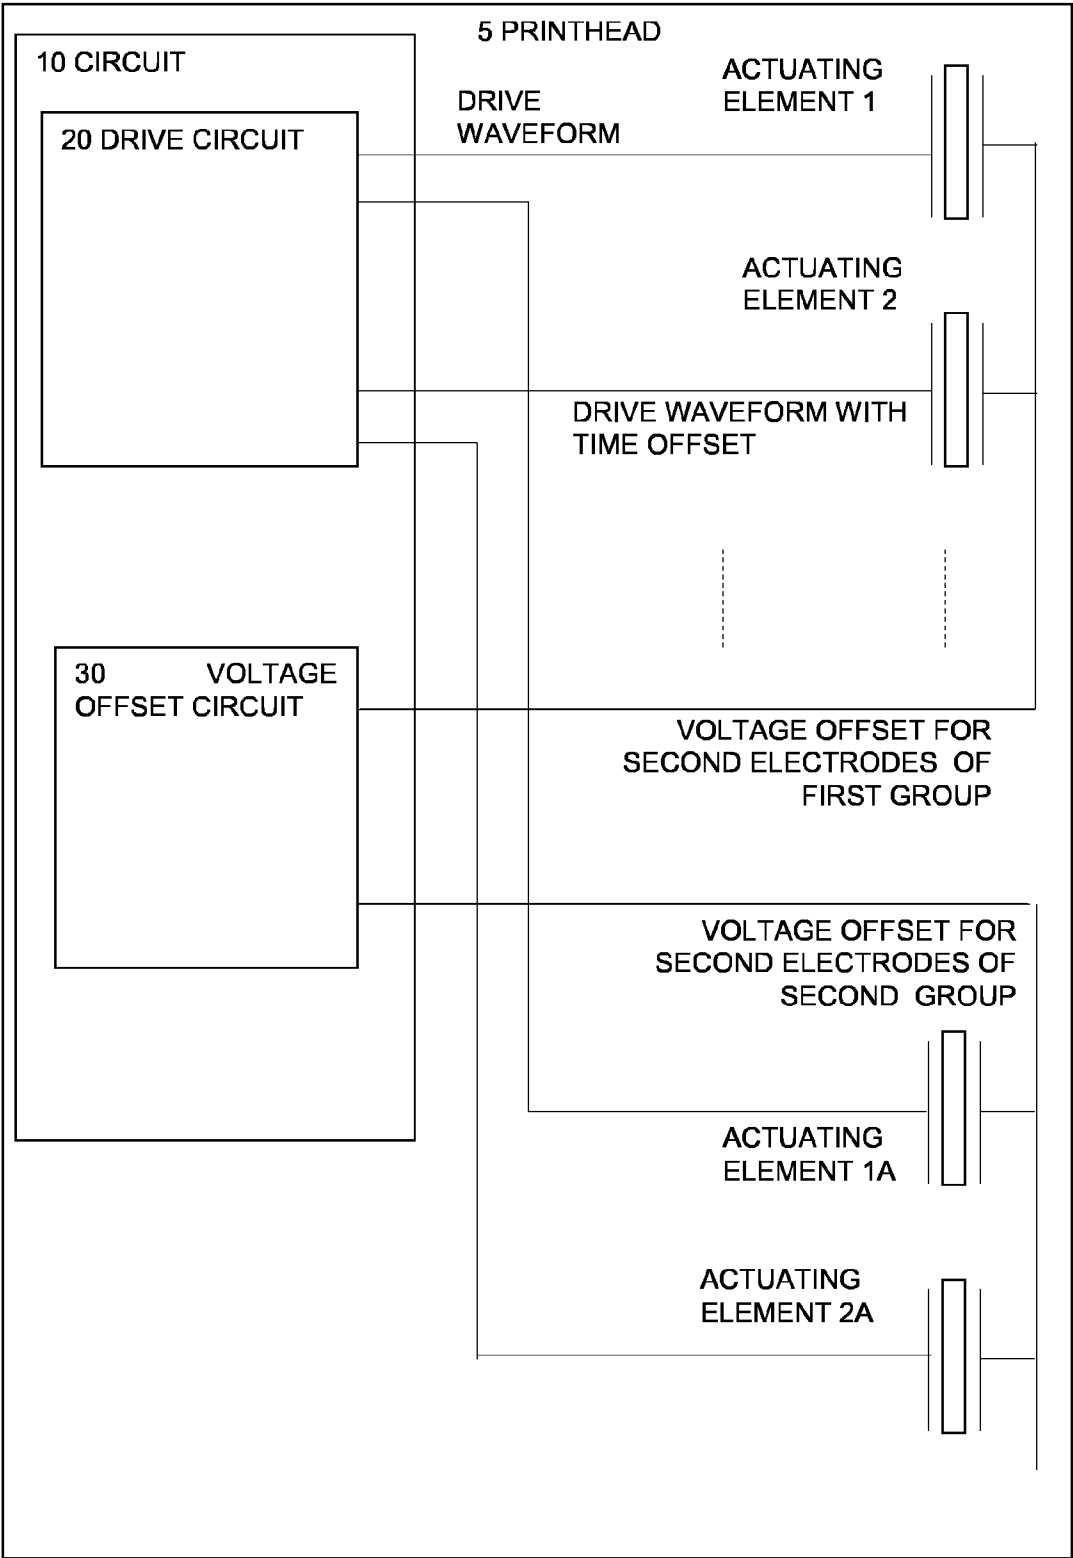 5 PRINTHEAD
10 CIRCUIT
20 DRIVE CIRCUIT
DRIVE
WAVEFORM
ACTUATING
ELEMENT 1
ACTUATING
ELEMENT 2
DRIVE WAVEFORM WITH
TIME OFFSET
30 VOLTAGE
OFFSET CIRCUIT
VOLTAGE OFFSET FOR
SECOND ELECTRODES OF
FIRST GROUP
VOLTAGE OFFSET FOR
SECOND ELECTRODES OF
SECOND GROUP
ACTUATING
ELEMENT 1A
ACTUATING
ELEMENT 2A